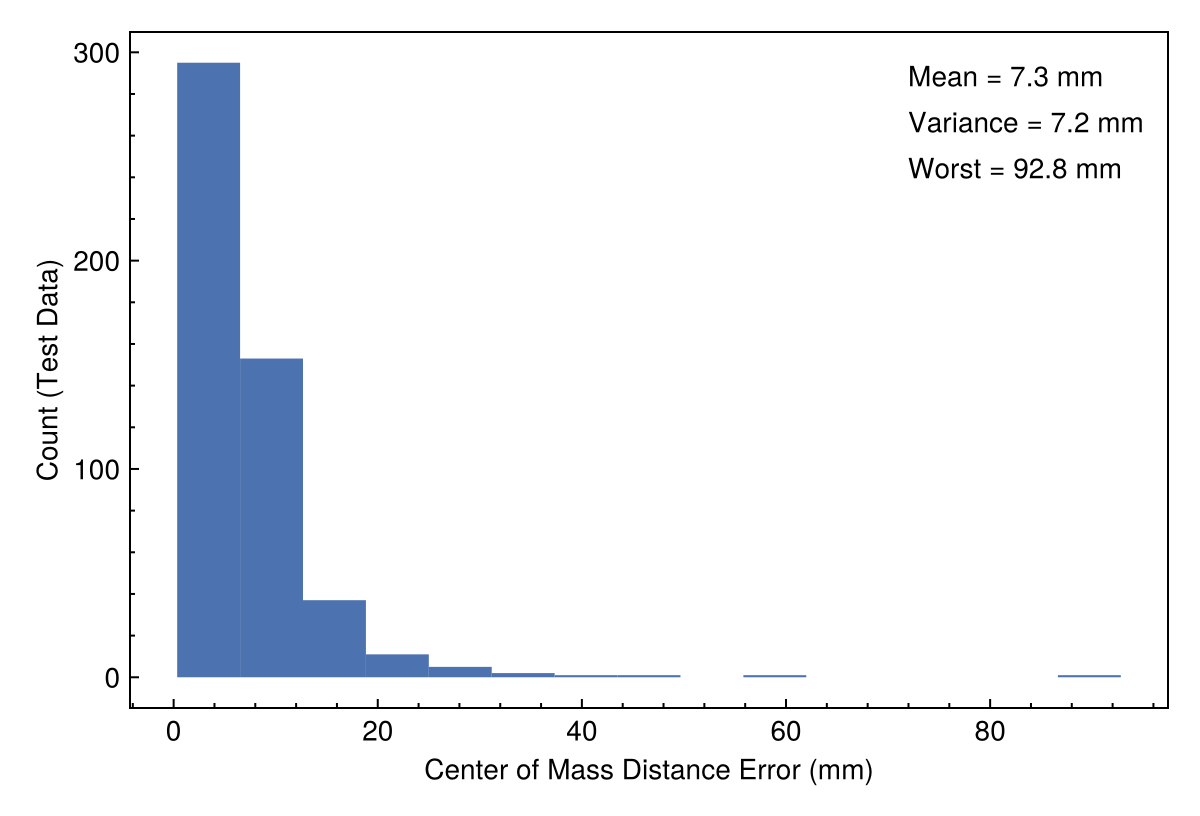 300
200
100
0
Count (Test Data)
Mean = 7.3 mm
Variance = 7.2 mm
Worst = 92.8 mm
0 20 40 60 80
Center of Mass Distance Error (mm)